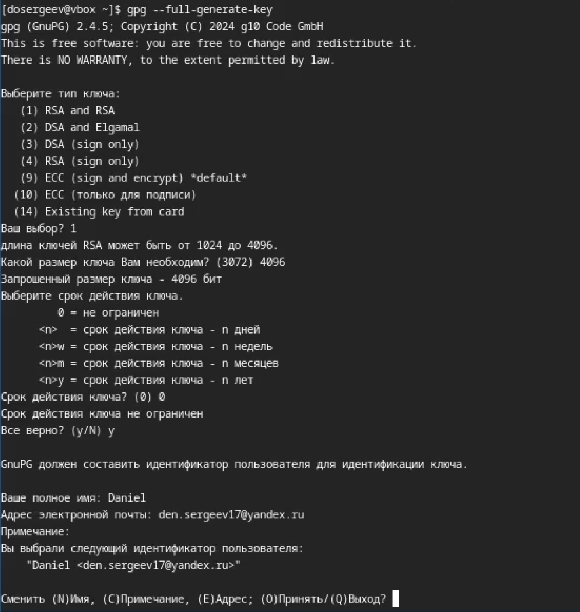 [dosergeev@vbox ~]$ gpg --full-generate-key
gpg (GnuPG) 2.4.5; Copyright (C) 2024 g10 Code GmbH
This is free software: you are free to change and redistribute it.
There is NO WARRANTY, to the extent permitted by law.

Выберите тип ключа:
   (1) RSA and RSA
   (2) DSA and Elgamal
   (3) DSA (sign only)
   (4) RSA (sign only)
   (9) ECC (sign and encrypt) *default*
  (10) ECC (только для подписи)
  (14) Existing key from card
Ваш выбор? 1
длина ключей RSA может быть от 1024 до 4096.
Какой размер ключа Вам необходим? (3072) 4096
Запрошенный размер ключа - 4096 бит
Выберите срок действия ключа.
         0 = не ограничен
      <n>  = срок действия ключа - n дней
      <n>w = срок действия ключа - n недель
      <n>m = срок действия ключа - n месяцев
      <n>y = срок действия ключа - n лет
Срок действия ключа? (0) 0
Срок действия ключа не ограничен
Все верно? (y/N) y

GnuPG должен составить идентификатор пользователя для идентификации ключа.

Ваше полное имя: Daniel
Адрес электронной почты: den.sergeev17@yandex.ru
Примечание:
Вы выбрали следующий идентификатор пользователя:
    "Daniel <den.sergeev17@yandex.ru>"

Сменить (N)Имя, (C)Примечание, (E)Адрес; (O)Принять/(Q)Выход?